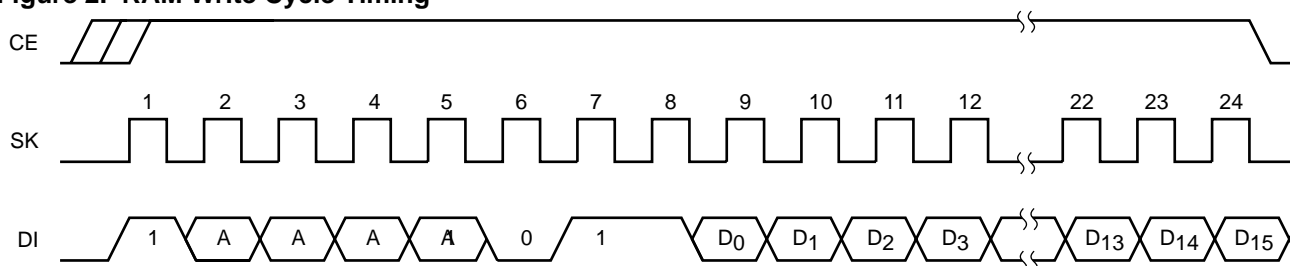 Figure 2. RAM Write Cycle Timing
CE
1 2 3 4 5 6 7 8 9 10 11 12 22 23 24
SK
DI 1 A A A 0 1 D0 D1 D2 D3 D13 D14 D15